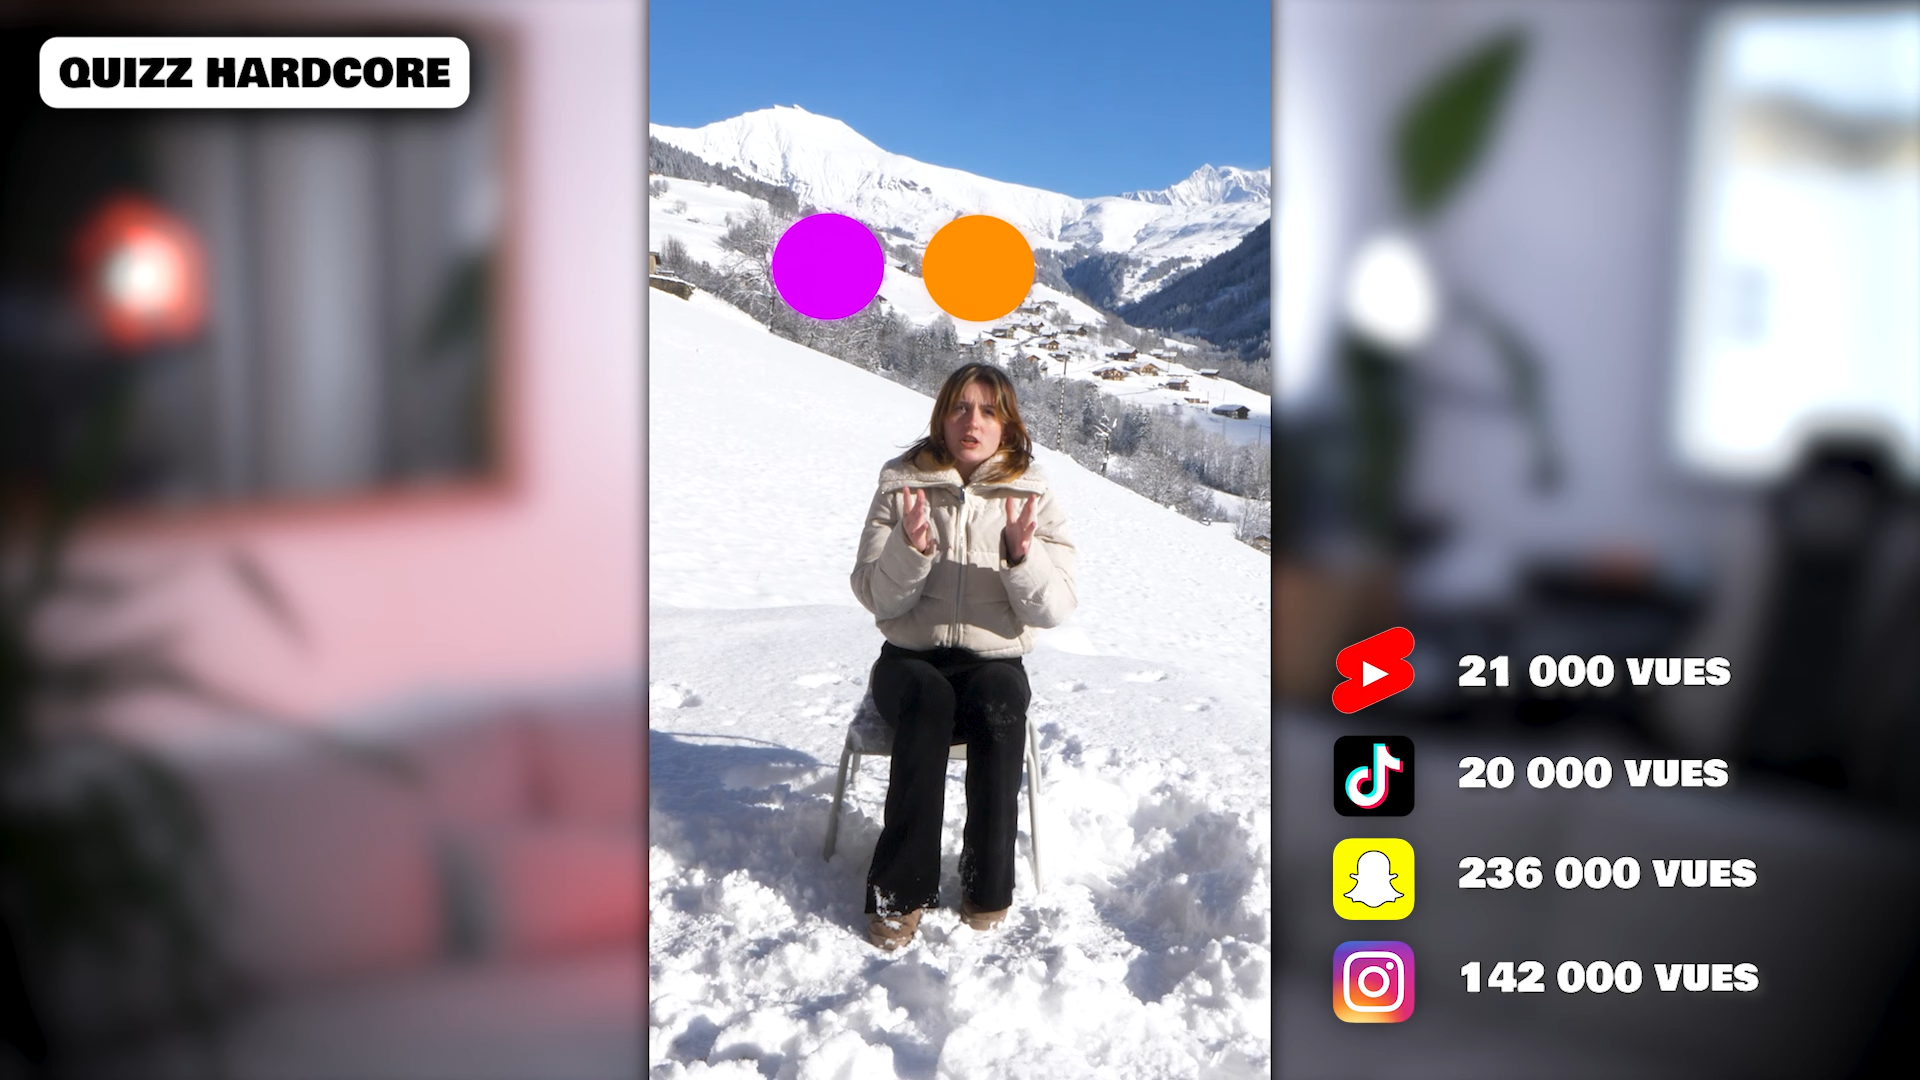 QUIZZ HARDCORE
21 000 VUES
20 000 VUES
236 000 VUES
142 000 VUES